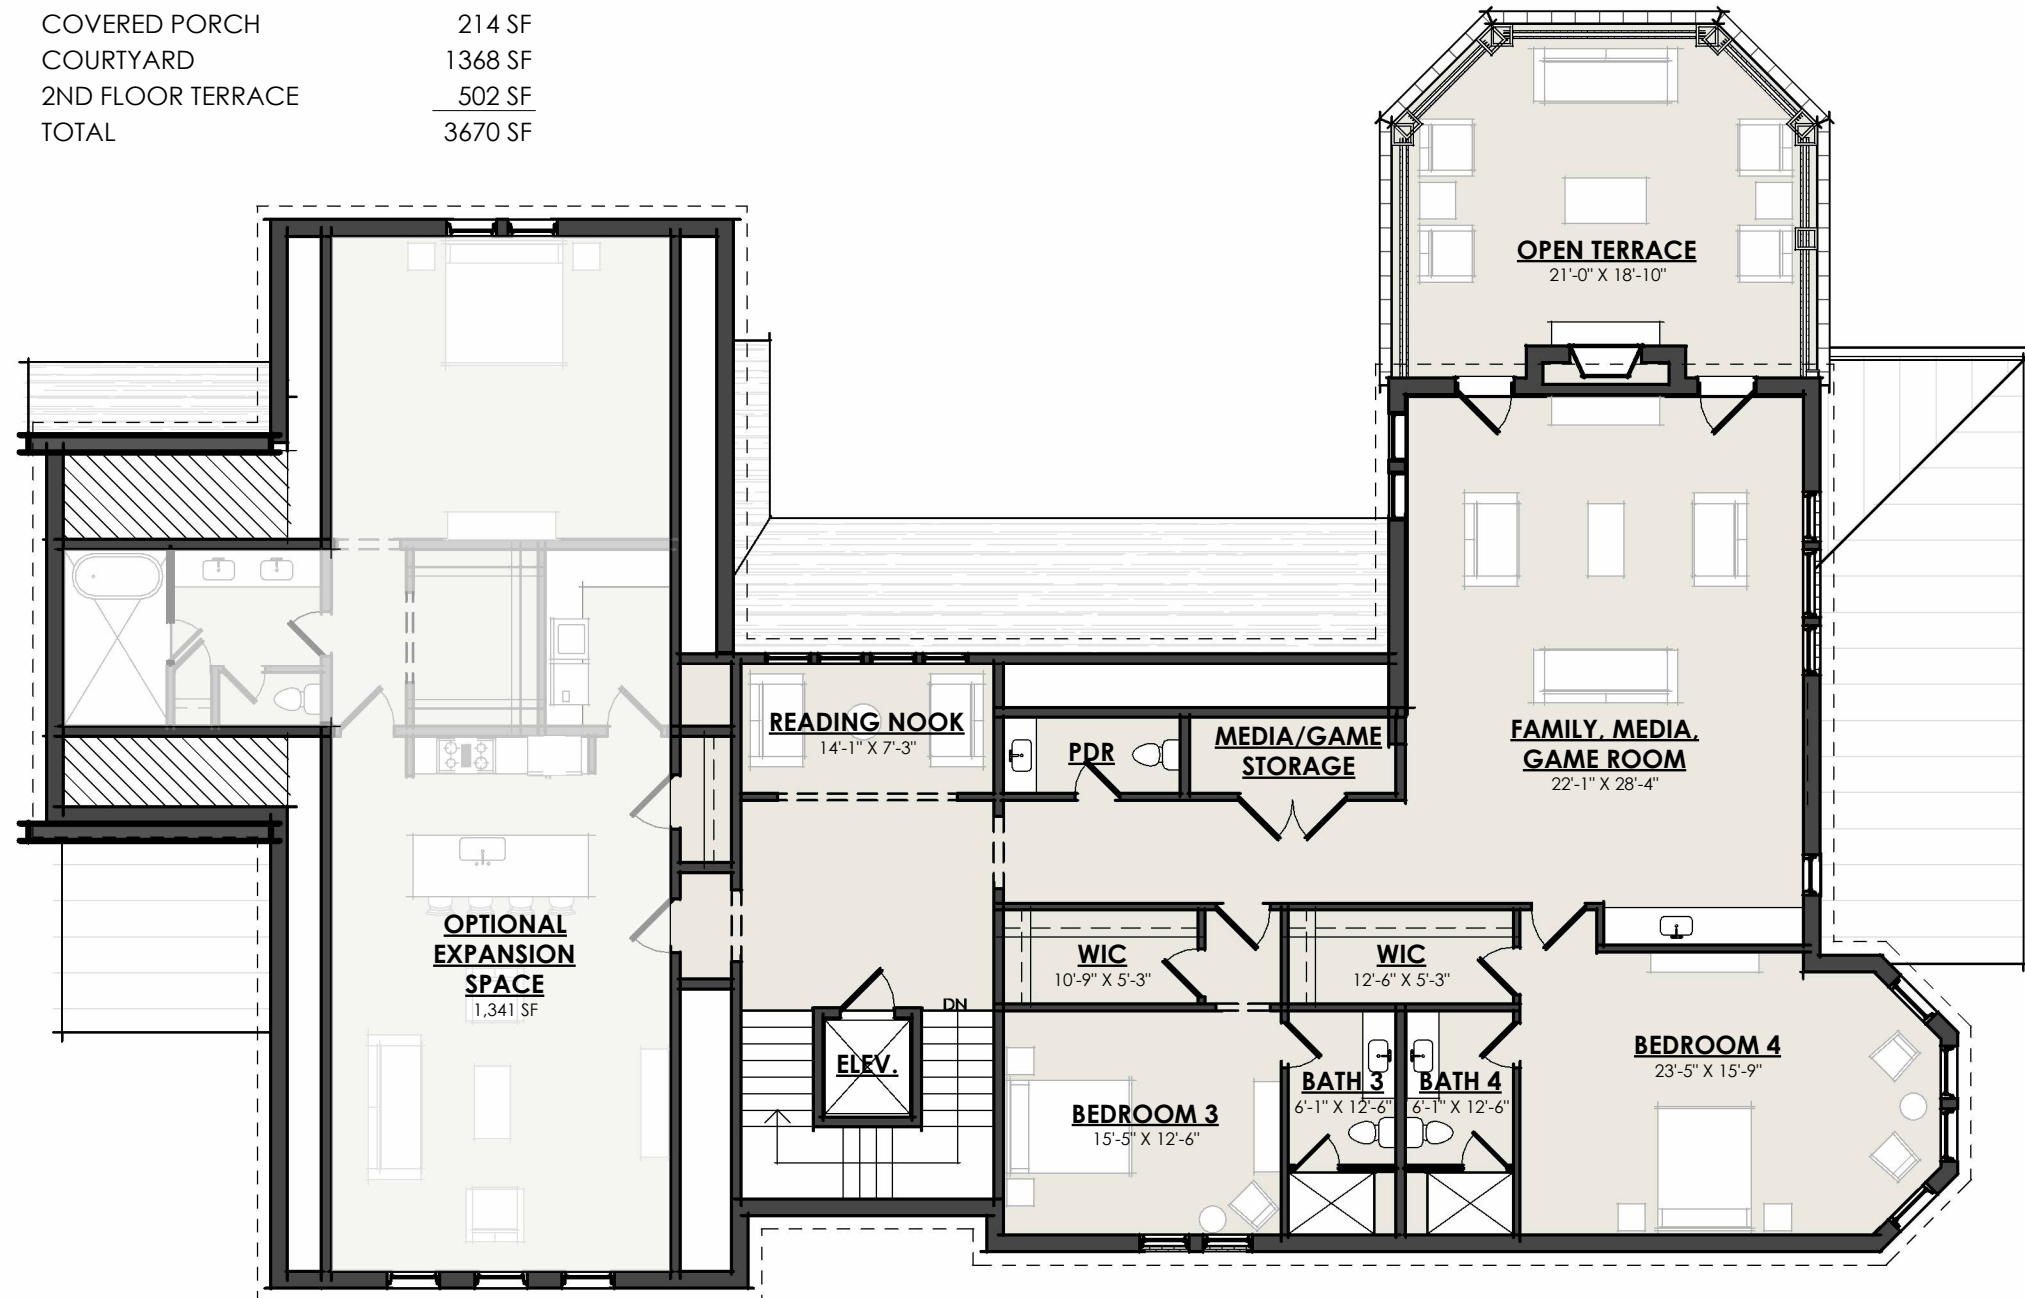 COVERED PORCH 214 SF
COURTYARD 1368 SF
2ND FLOOR TERRACE 502 SF
TOTAL 3670 SF
OPEN TERRACE
21'-0" X 18'-10"
READING NOOK
14'-1" X 7'-3"
PDR
MEDIA/GAME
STORAGE
FAMILY, MEDIA,
GAME ROOM
22'-1" X 28'-4"
OPTIONAL
EXPANSION
SPACE
1,341 SF
WIC
10'-9" X 5'-3"
WIC
12'-6" X 5'-3"
DN
ELEV.
BEDROOM 3
15'-5" X 12'-6"
BATH 3
6'-1" X 12'-6"
BATH 4
6'-1" X 12'-6"
BEDROOM 4
23'-5" X 15'-9"